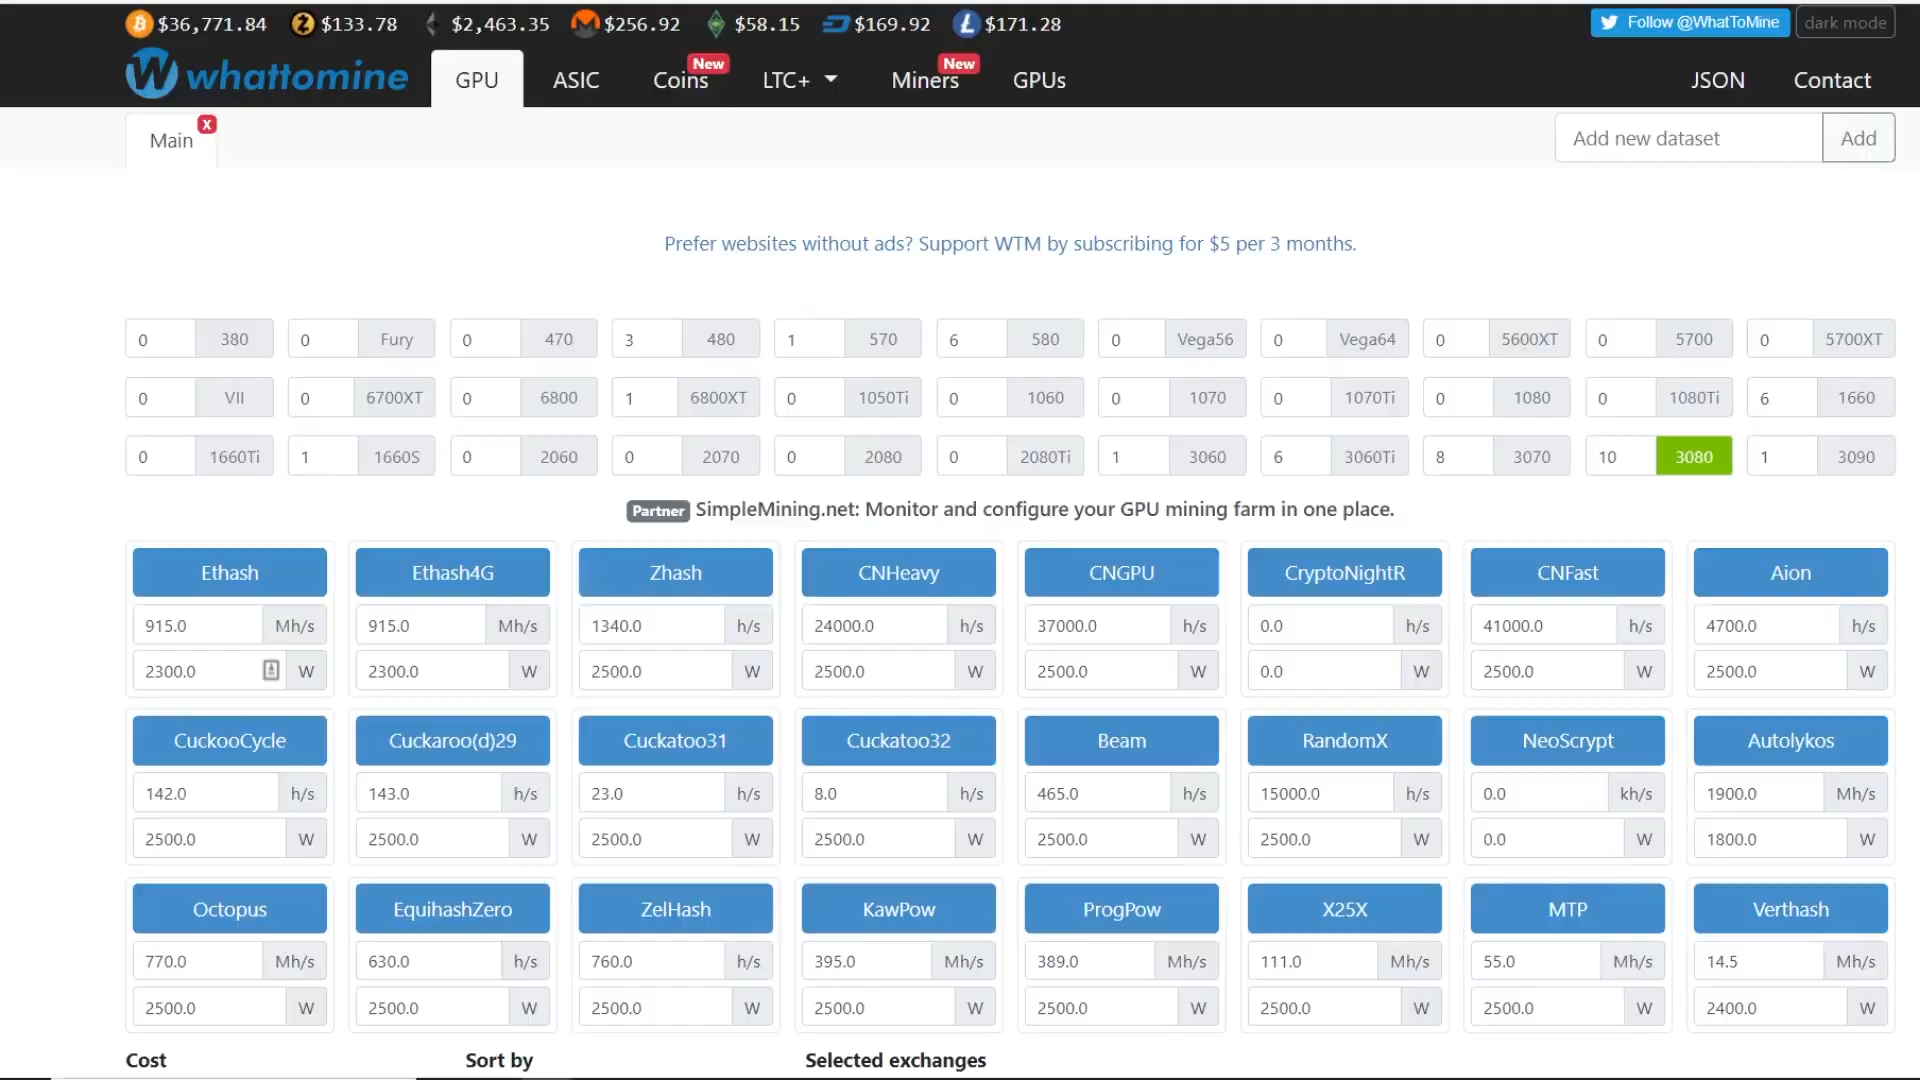 $36,771.84 $133.78 $2,463.35 $256.92 $58.15 $169.92 $171.28 Follow @WhatToMine dark mode
whattomine GPU ASIC Coins New LTC+ Miners New GPUs JSON Contact
Main X Add new dataset Add
Prefer websites without ads? Support WTM by subscribing for $5 per 3 months.
0 380 0 Fury 0 470 3 480 1 570 6 580 0 Vega56 0 Vega64 0 5600XT 0 5700 0 5700XT
0 VII 0 6700XT 0 6800 1 6800XT 0 1050Ti 0 1060 0 1070 0 1070Ti 0 1080 0 1080Ti 6 1660
0 1660Ti 1 1660S 0 2060 0 2070 0 2080 0 2080Ti 1 3060 6 3060Ti 8 3070 10 3080 1 3090
Partner SimpleMining.net: Monitor and configure your GPU mining farm in one place.
Ethash Ethash4G Zhash CNHeavy CNGPU CryptoNightR CNFast Aion
915.0 Mh/s 915.0 Mh/s 1340.0 h/s 24000.0 h/s 37000.0 h/s 0.0 h/s 41000.0 h/s 4700.0 h/s
2300.0 W 2300.0 W 2500.0 W 2500.0 W 2500.0 W 0.0 W 2500.0 W 2500.0 W
CuckooCycle Cuckaroo(d)29 Cuckatoo31 Cuckatoo32 Beam RandomX NeoScrypt Autolykos
142.0 h/s 143.0 h/s 23.0 h/s 8.0 h/s 465.0 h/s 15000.0 h/s 0.0 kh/s 1900.0 Mh/s
2500.0 W 2500.0 W 2500.0 W 2500.0 W 2500.0 W 2500.0 W 0.0 W 1800.0 W
Octopus EquihashZero ZelHash KawPow ProgPow X25X MTP Verthash
770.0 Mh/s 630.0 h/s 760.0 h/s 395.0 Mh/s 389.0 Mh/s 111.0 Mh/s 55.0 Mh/s 14.5 Mh/s
2500.0 W 2500.0 W 2500.0 W 2500.0 W 2500.0 W 2500.0 W 2500.0 W 2400.0 W
Cost Sort by Selected exchanges